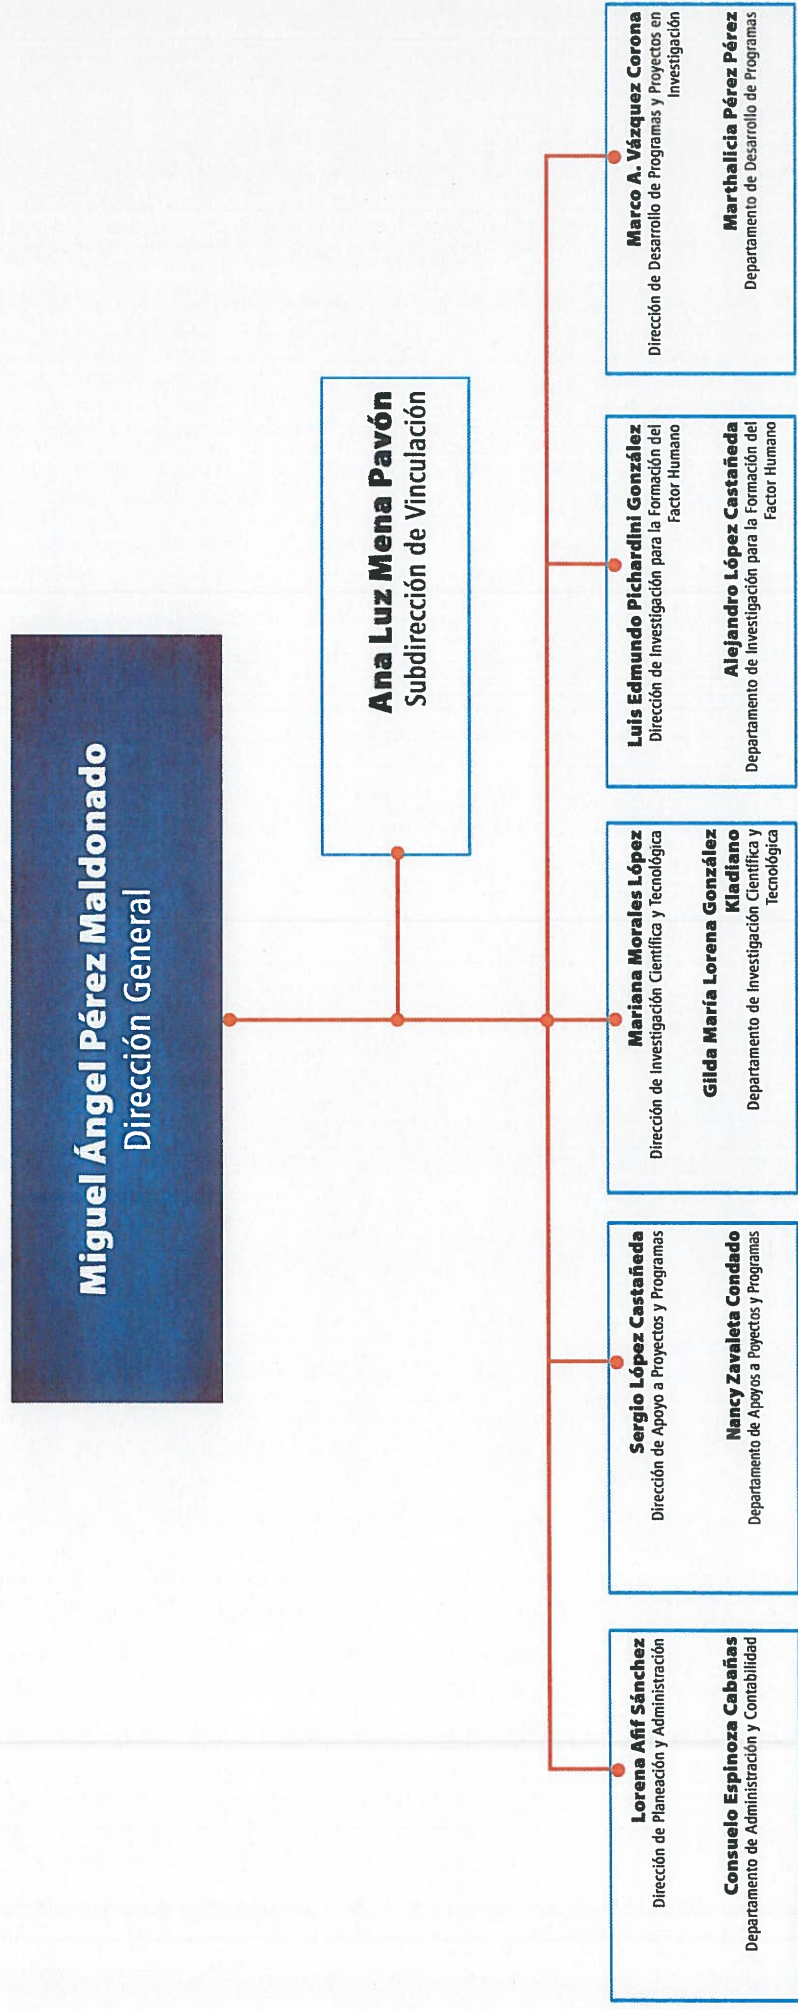 Miguel Ángel Pérez Maldonado
Dirección General
Ana Luz Mena Pavón
Subdirección de Vinculación
Lorena Afif Sánchez
Dirección de Planeación y Administración
Consuelo Espinoza Cabañas
Departamento de Administración y Contabilidad
Sergio López Castañeda
Dirección de Apoyo a Proyectos y Programas
Nancy Zavaleta Condado
Departamento de Apoyos a Poyectos y Programas
Mariana Morales López
Dirección de Investigación Científica y Tecnológica
Gilda María Lorena González
Kladiano
Departamento de Investigación Científica y
Tecnológica
Luis Edmundo Pichardini González
Dirección de Investigación para la Formación del
Factor Humano
Alejandro López Castañeda
Departamento de Investigación para la Formación del
Factor Humano
Marco A. Vázquez Corona
Dirección de Desarrollo de Programas y Proyectos en
Investigación
Marthalicia Pérez Pérez
Departamento de Desarrollo de Programas